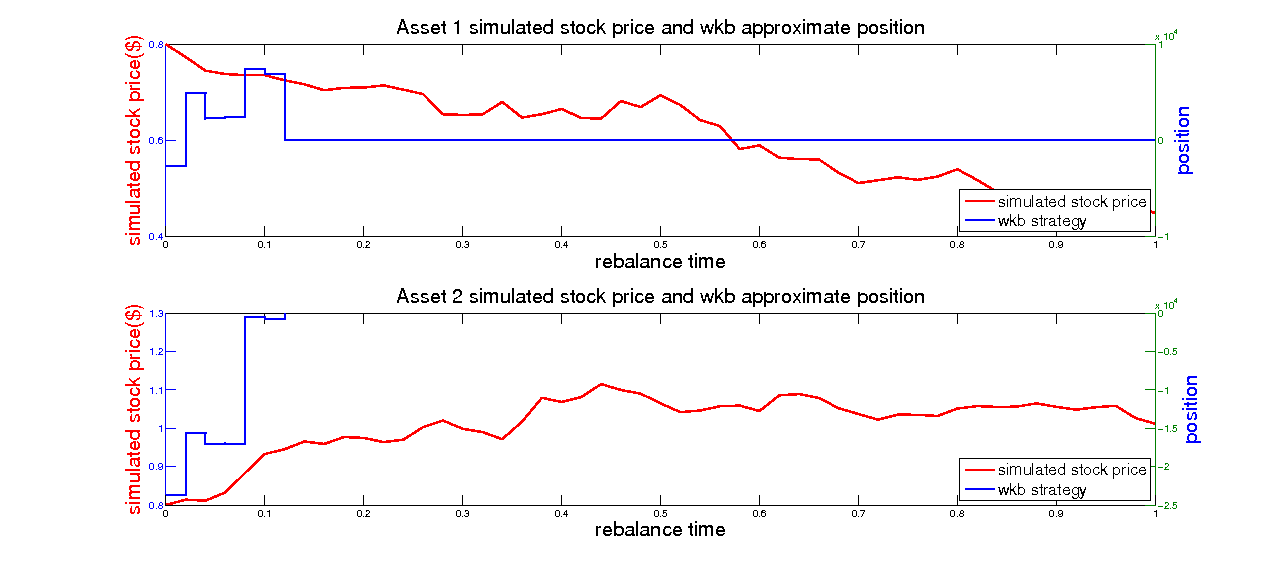 Asset 1 simulated stock price and wkb approximate position
x 10^4
simulated stock price($)
0.8
0.6
0.4
1
0
−1
position
simulated stock price
wkb strategy
0 0.1 0.2 0.3 0.4 0.5 0.6 0.7 0.8 0.9 1
rebalance time
Asset 2 simulated stock price and wkb approximate position
x 10^4
simulated stock price($)
1.3
1.2
1.1
1
0.9
0.8
0
−0.5
−1
−1.5
−2
−2.5
position
simulated stock price
wkb strategy
0 0.1 0.2 0.3 0.4 0.5 0.6 0.7 0.8 0.9 1
rebalance time